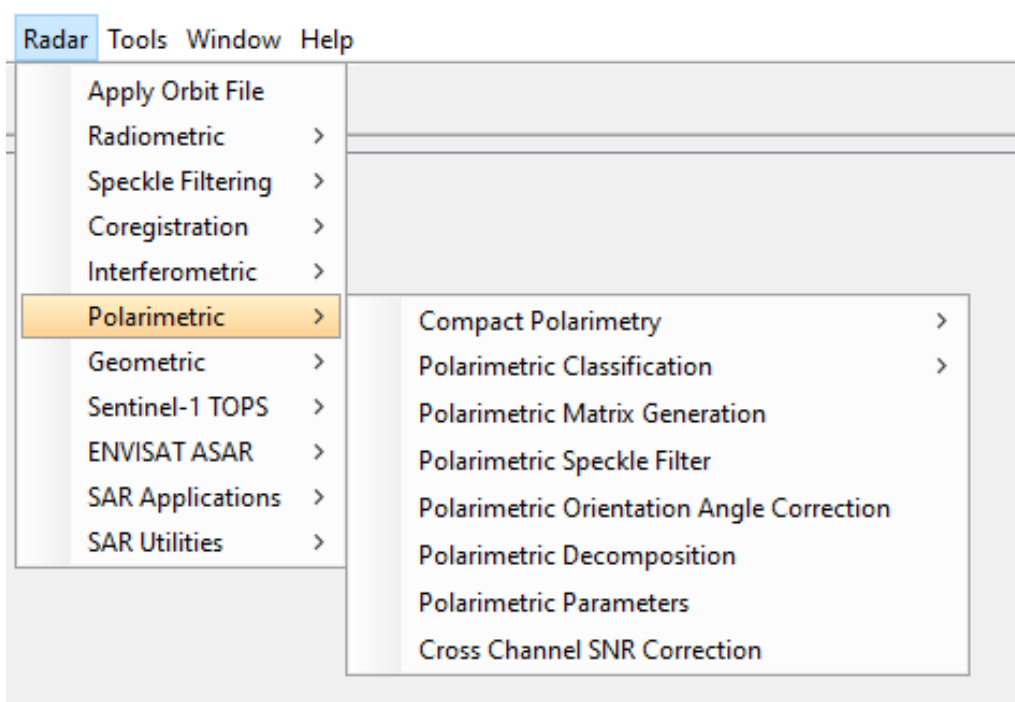 Radar Tools Window Help
Apply Orbit File
Radiometric
Speckle Filtering
Coregistration
Interferometric
Polarimetric
Geometric
Sentinel-1 TOPS
ENVISAT ASAR
SAR Applications
SAR Utilities
Compact Polarimetry
Polarimetric Classification
Polarimetric Matrix Generation
Polarimetric Speckle Filter
Polarimetric Orientation Angle Correction
Polarimetric Decomposition
Polarimetric Parameters
Cross Channel SNR Correction